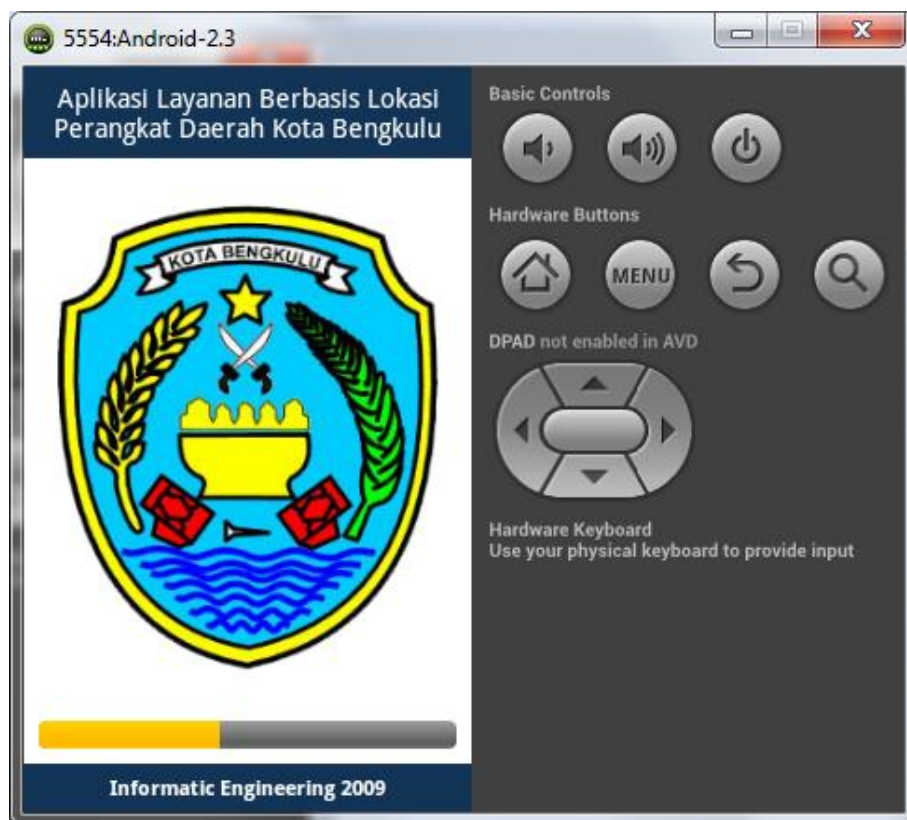 5554:Android-2.3
Aplikasi Layanan Berbasis Lokasi
Perangkat Daerah Kota Bengkulu
KOTA BENGKULU
Informatic Engineering 2009
Basic Controls
Hardware Buttons
MENU
DPAD not enabled in AVD
Hardware Keyboard
Use your physical keyboard to provide input